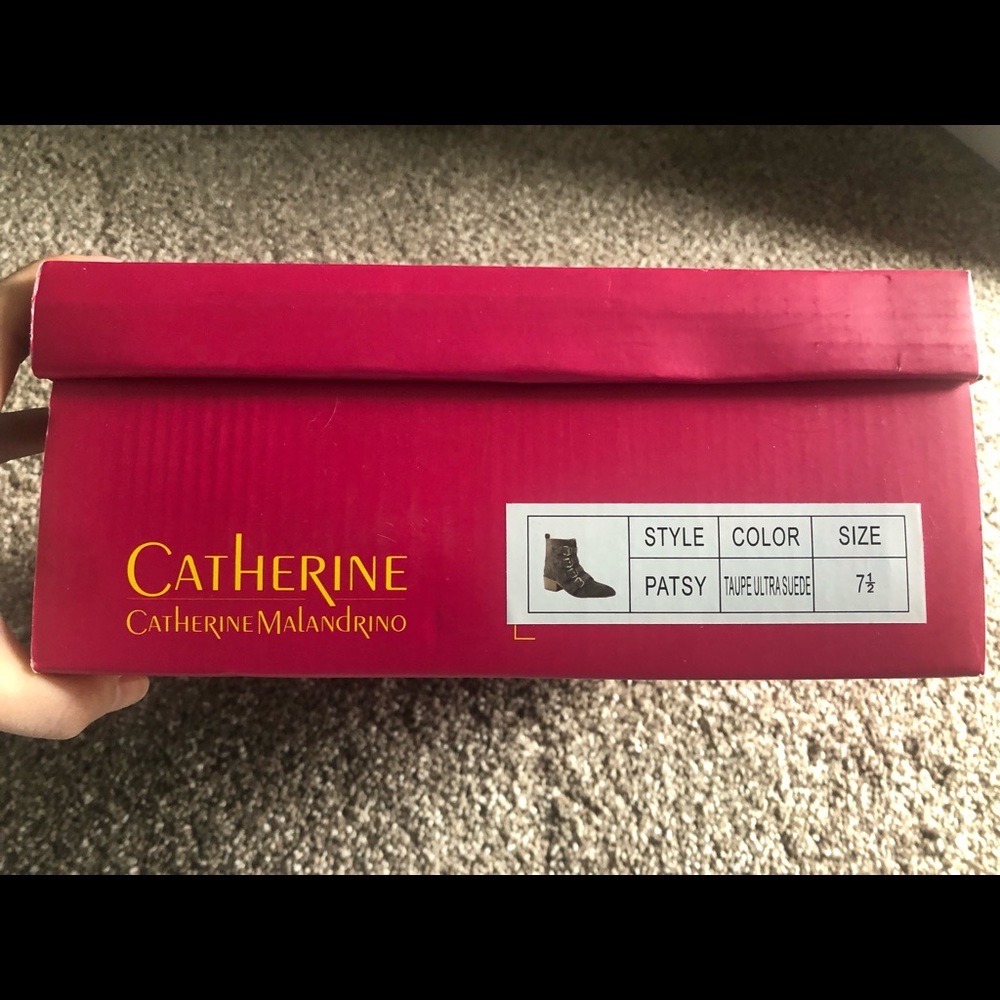 CATHERINE
CATHERINE MALANDRINO
STYLE COLOR SIZE
PATSY TAUPE ULTRA SUEDE 7½